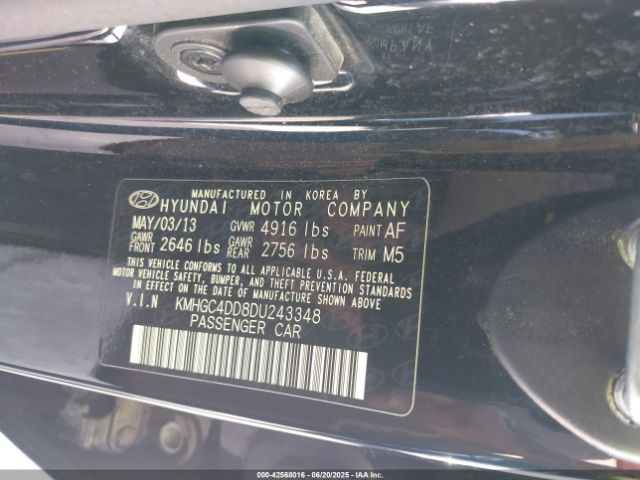 MANUFACTURED IN KOREA BY
HYUNDAI MOTOR COMPANY
MAY/03/13 GVWR 4916 lbs PAINT AF
GAWR FRONT 2646 lbs GAWR REAR 2756 lbs TRIM M5
THIS VEHICLE CONFORMS TO ALL APPLICABLE U.S.A. FEDERAL
MOTOR VEHICLE SAFETY, BUMPER, AND THEFT PREVENTION STANDARDS
IN EFFECT ON THE DATE OF MANUFACTURE SHOWN ABOVE.
V.I.N KMHGC4DD8DU243348
PASSENGER CAR
000-42568016 | 06/20/2025 | IAAI.COM